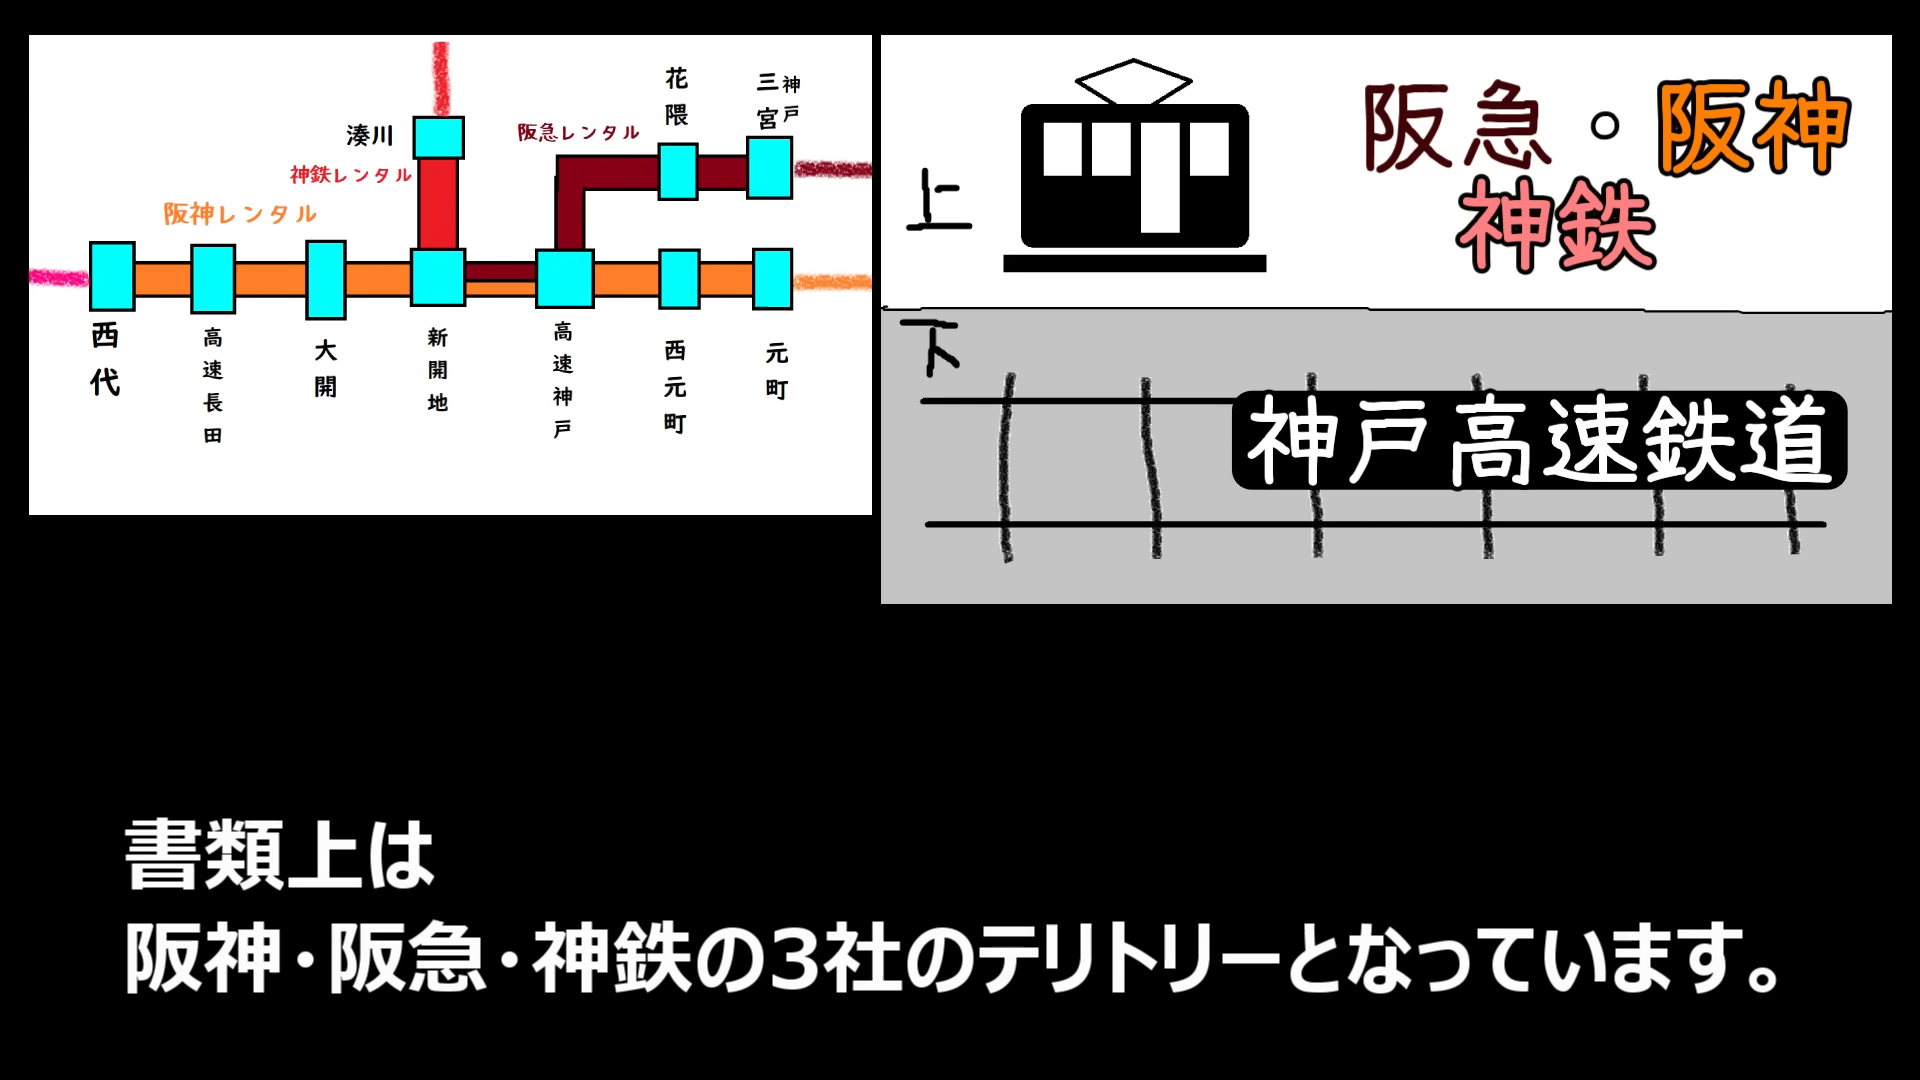 花隈
三宮
神戸
湊川
阪急レンタル
神鉄レンタル
阪神レンタル
西代
高速長田
大開
新開地
高速神戸
西元町
元町
上
阪急・阪神
神鉄
下
神戸高速鉄道
書類上は
阪神・阪急・神鉄の3社のテリトリーとなっています。